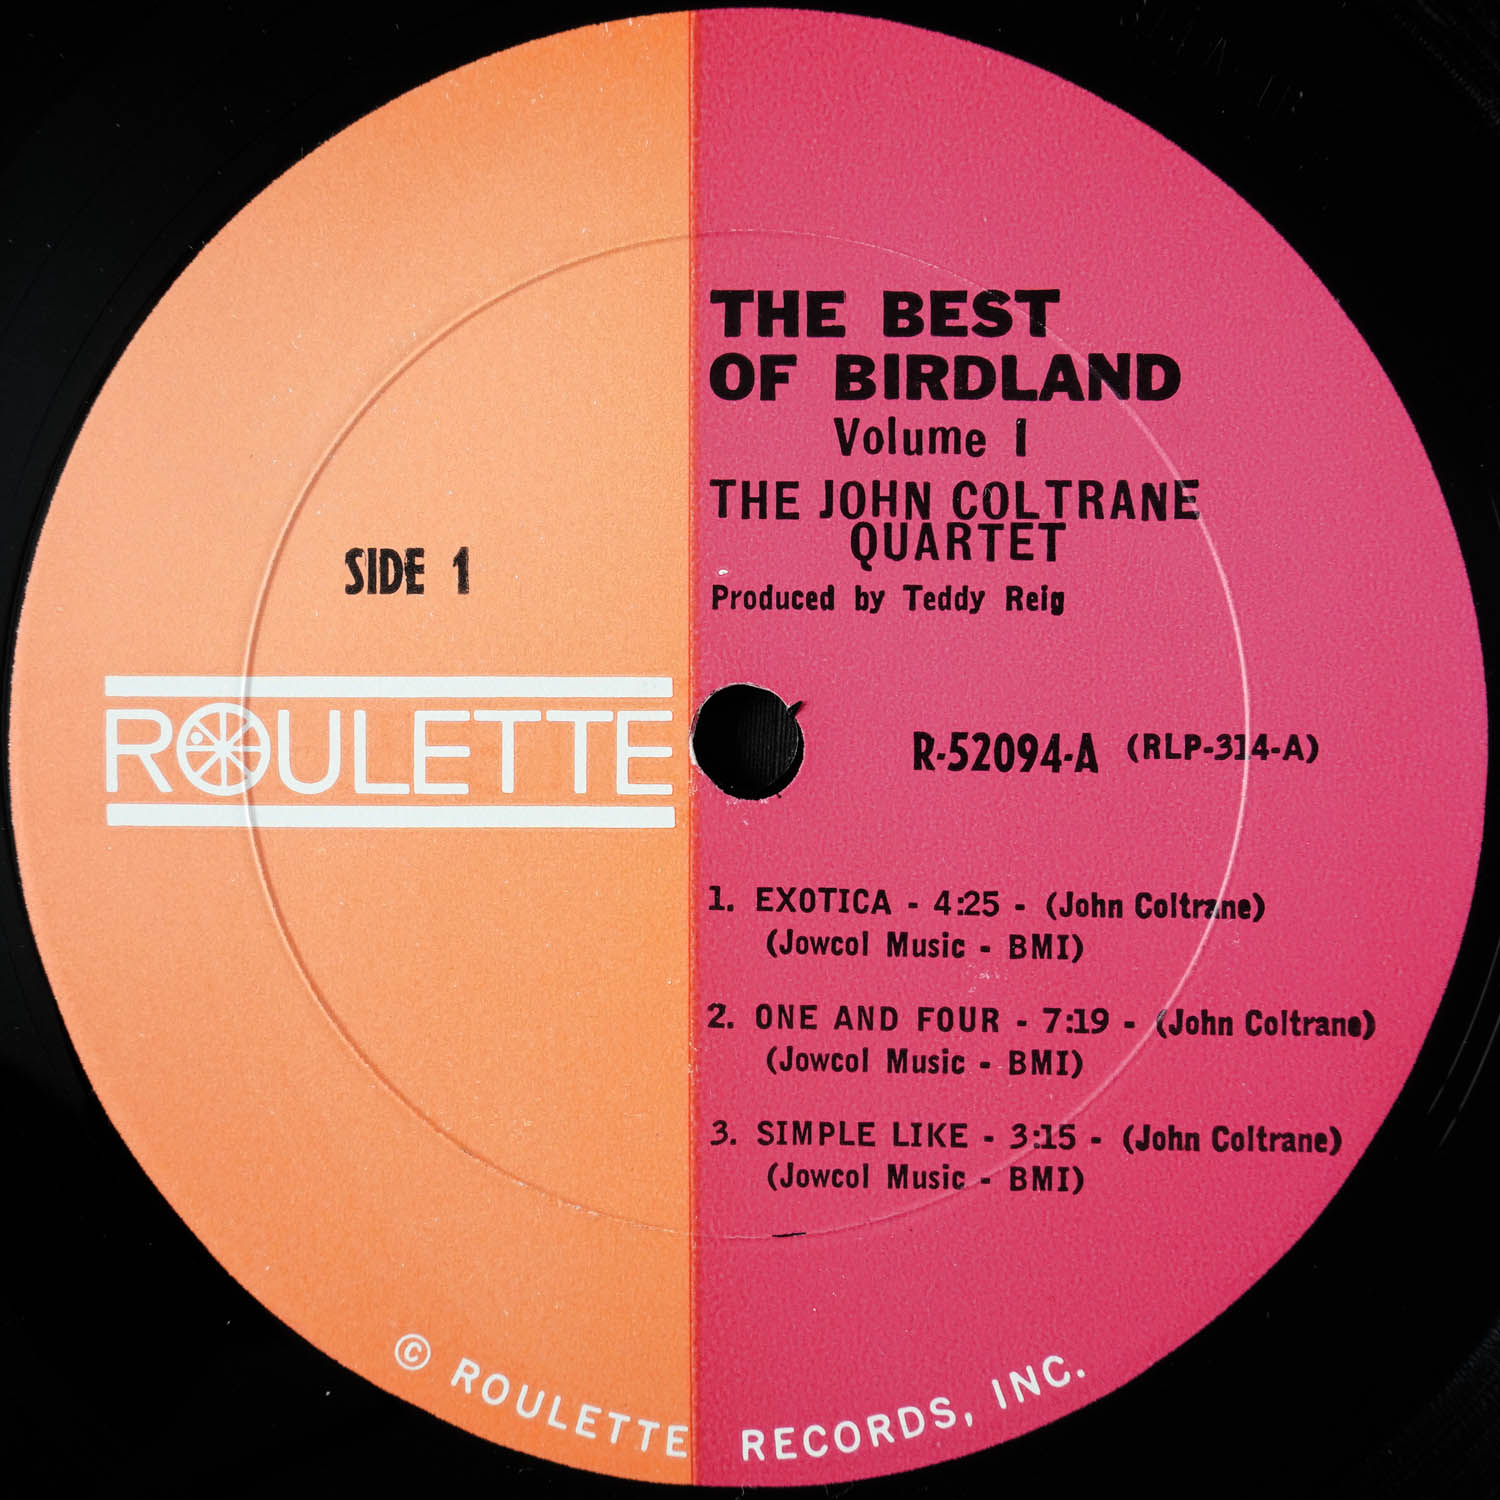 THE BEST
OF BIRDLAND
Volume 1
THE JOHN COLTRANE
QUARTET
Produced by Teddy Reig
SIDE 1
ROULETTE
R-52094-A (RLP-314-A)
1. EXOTICA - 4:25 - (John Coltrane)
(Jowcol Music - BMI)
2. ONE AND FOUR - 7:19 - (John Coltrane)
(Jowcol Music - BMI)
3. SIMPLE LIKE - 3:15 - (John Coltrane)
(Jowcol Music - BMI)
© ROULETTE RECORDS, INC.